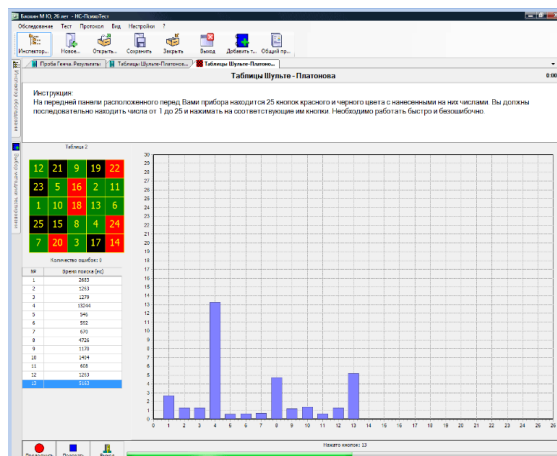 Блохин М Ю, 26 лет - НС-ПсихоТест
Обследование Тест Протокол Вид Настройки ?
Инспектор... Новое... Открыть... Сохранить Закрыть Выход Добавить т... Общий пр...
Проба Генча. Результаты Таблицы Шульте-Платонов... Таблицы Шульте-Платоно...
Таблицы Шульте - Платонова 0:00
Инструкция:
На передней панели расположенного перед Вами прибора находится 25 кнопок красного и черного цвета с нанесенными на них числами. Вы должны
последовательно находить числа от 1 до 25 и нажимать на соответствующие им кнопки. Необходимо работать быстро и безошибочно.
Таблица 2
12 21 9 19 22
23 5 16 2 11
1 10 18 13 6
25 15 8 4 24
7 20 3 17 14
Количество ошибок: 1
№ Время поиска [мс]
1 2633
2 1263
3 1279
4 13244
5 546
6 592
7 670
8 4726
9 1170
10 1404
11 608
12 1263
13 5163
30
29
28
27
26
25
24
23
22
21
20
19
18
17
16
15
14
13
12
11
10
9
8
7
6
5
4
3
2
1
0
0 1 2 3 4 5 6 7 8 9 10 11 12 13 14 15 16 17 18 19 20 21 22 23 24 25 26
Нажато кнопок: 13